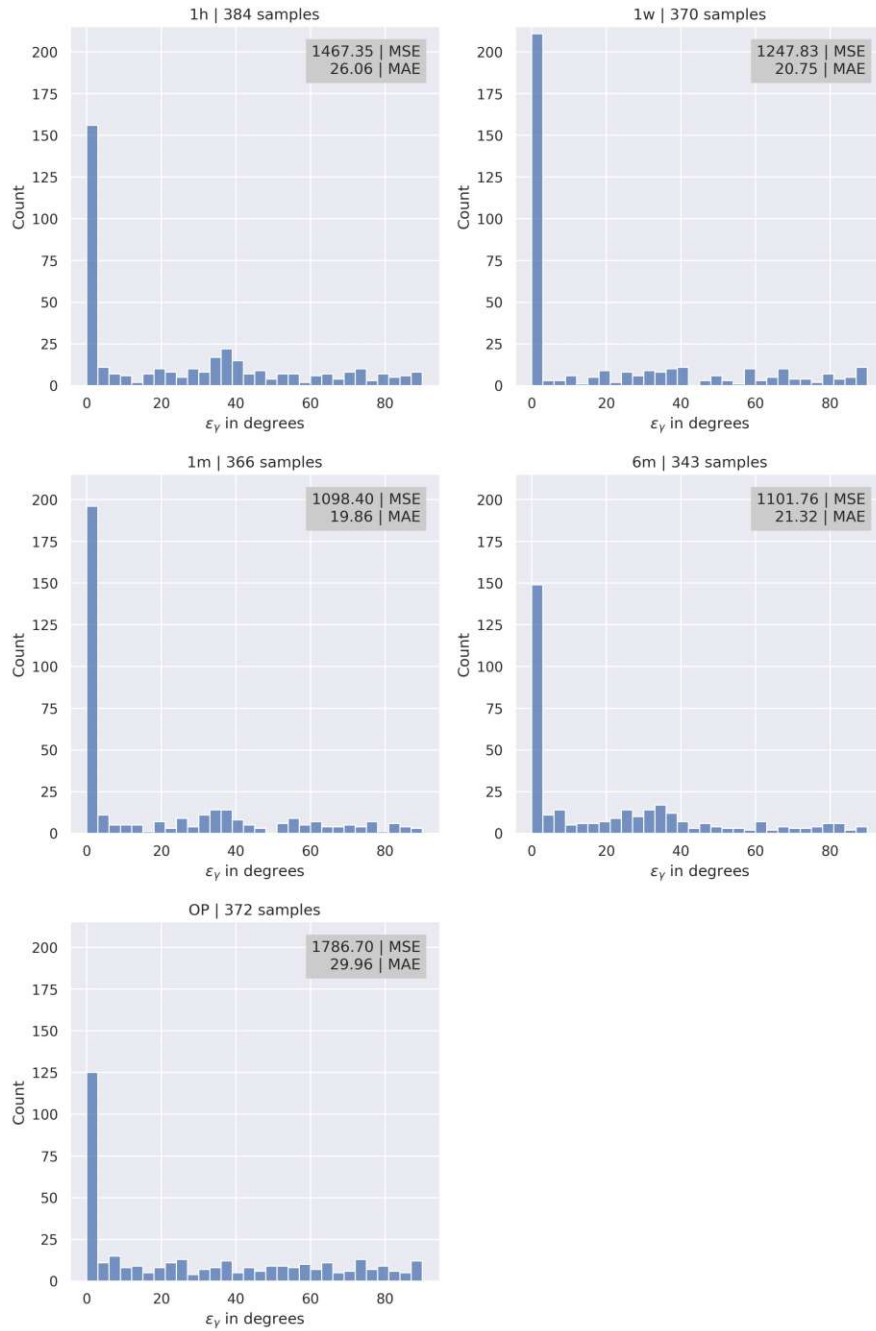 1h | 384 samples
1467.35 | MSE
26.06 | MAE
200
175
150
125
100
75
50
25
0
Count
0 20 40 60 80
εγ in degrees
1w | 370 samples
1247.83 | MSE
20.75 | MAE
200
175
150
125
100
75
50
25
0
Count
0 20 40 60 80
εγ in degrees
1m | 366 samples
1098.40 | MSE
19.86 | MAE
200
175
150
125
100
75
50
25
0
Count
0 20 40 60 80
εγ in degrees
6m | 343 samples
1101.76 | MSE
21.32 | MAE
200
175
150
125
100
75
50
25
0
Count
0 20 40 60 80
εγ in degrees
OP | 372 samples
1786.70 | MSE
29.96 | MAE
200
175
150
125
100
75
50
25
0
Count
0 20 40 60 80
εγ in degrees